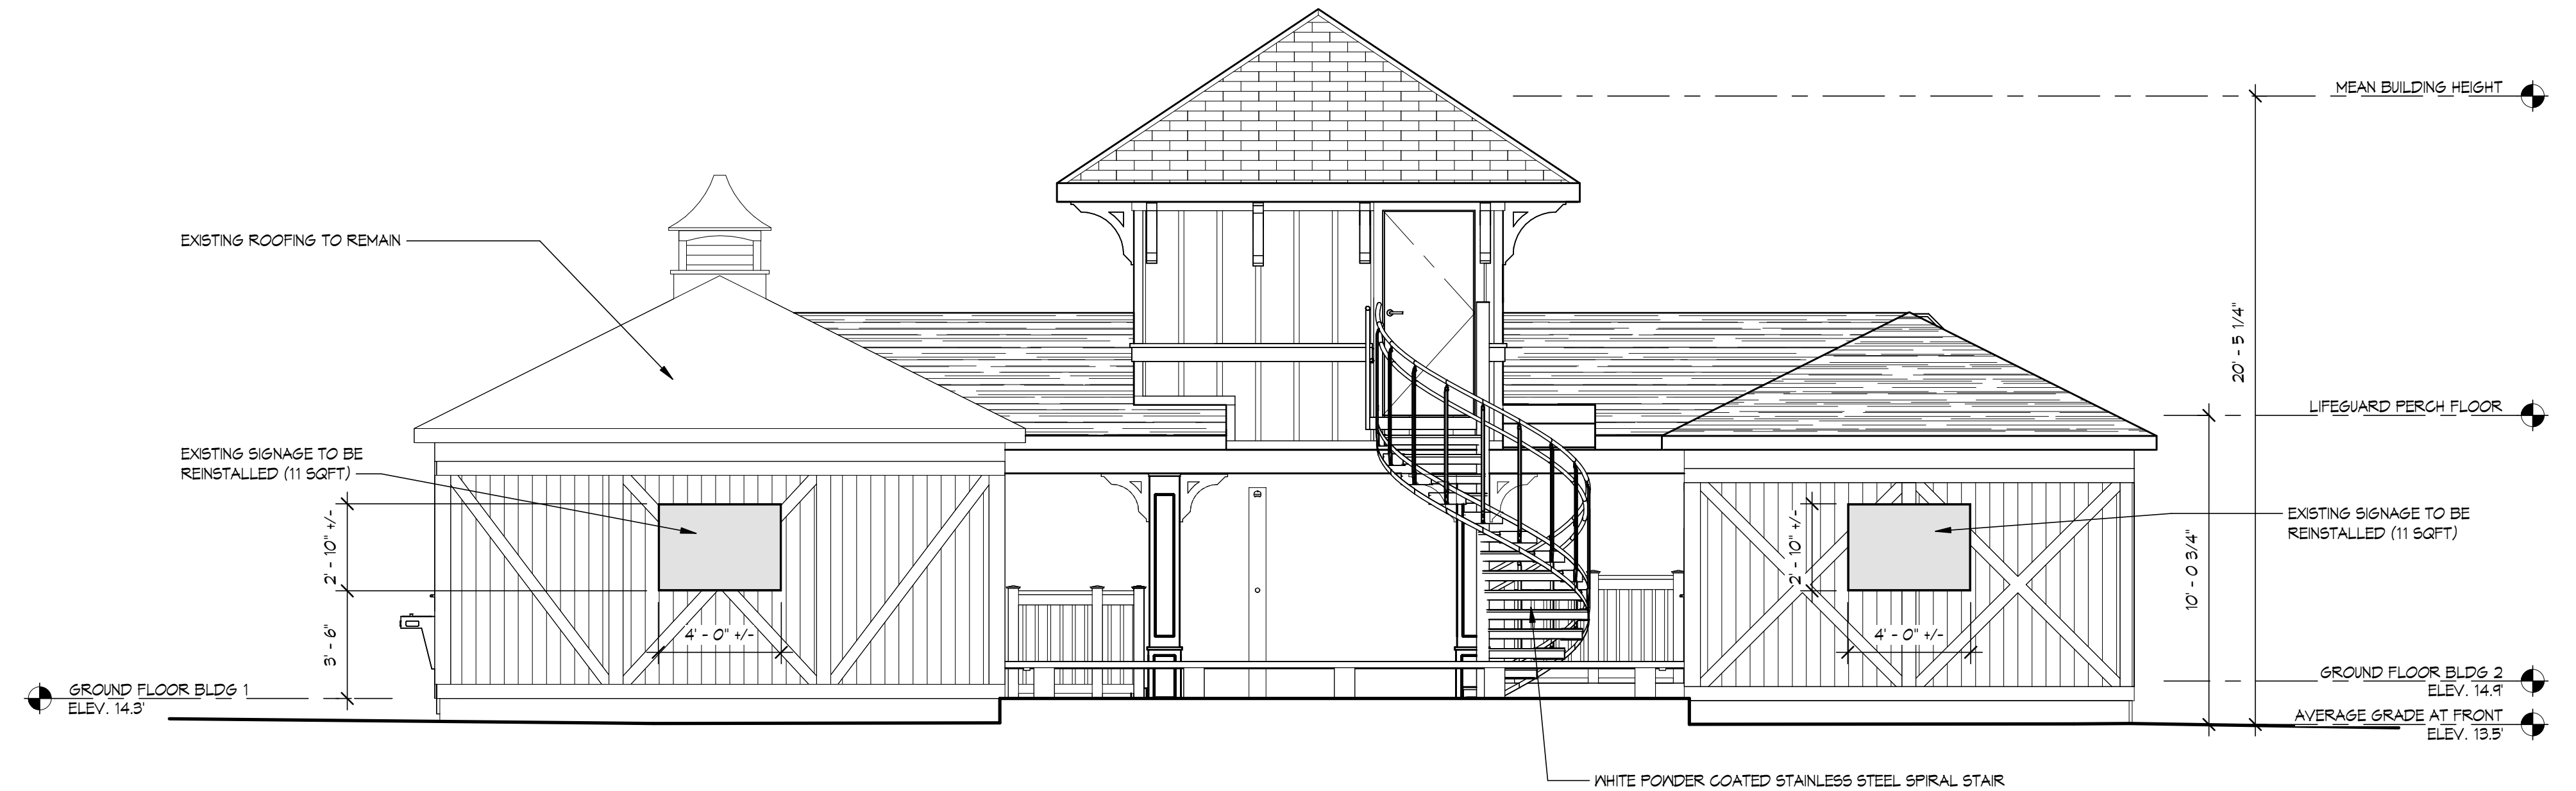 MEAN BUILDING HEIGHT
EXISTING ROOFING TO REMAIN
20' - 5 1/4"
LIFEGUARD PERCH FLOOR
EXISTING SIGNAGE TO BE
REINSTALLED (11 SQFT)
2' - 10" +/-
2' - 10" +/-
EXISTING SIGNAGE TO BE
REINSTALLED (11 SQFT)
10' - 0 3/4"
3' - 6"
4' - 0" +/-
4' - 0" +/-
GROUND FLOOR BLDG 1
ELEV. 14.3'
GROUND FLOOR BLDG 2
ELEV. 14.9'
AVERAGE GRADE AT FRONT
ELEV. 13.5'
WHITE POWDER COATED STAINLESS STEEL SPIRAL STAIR